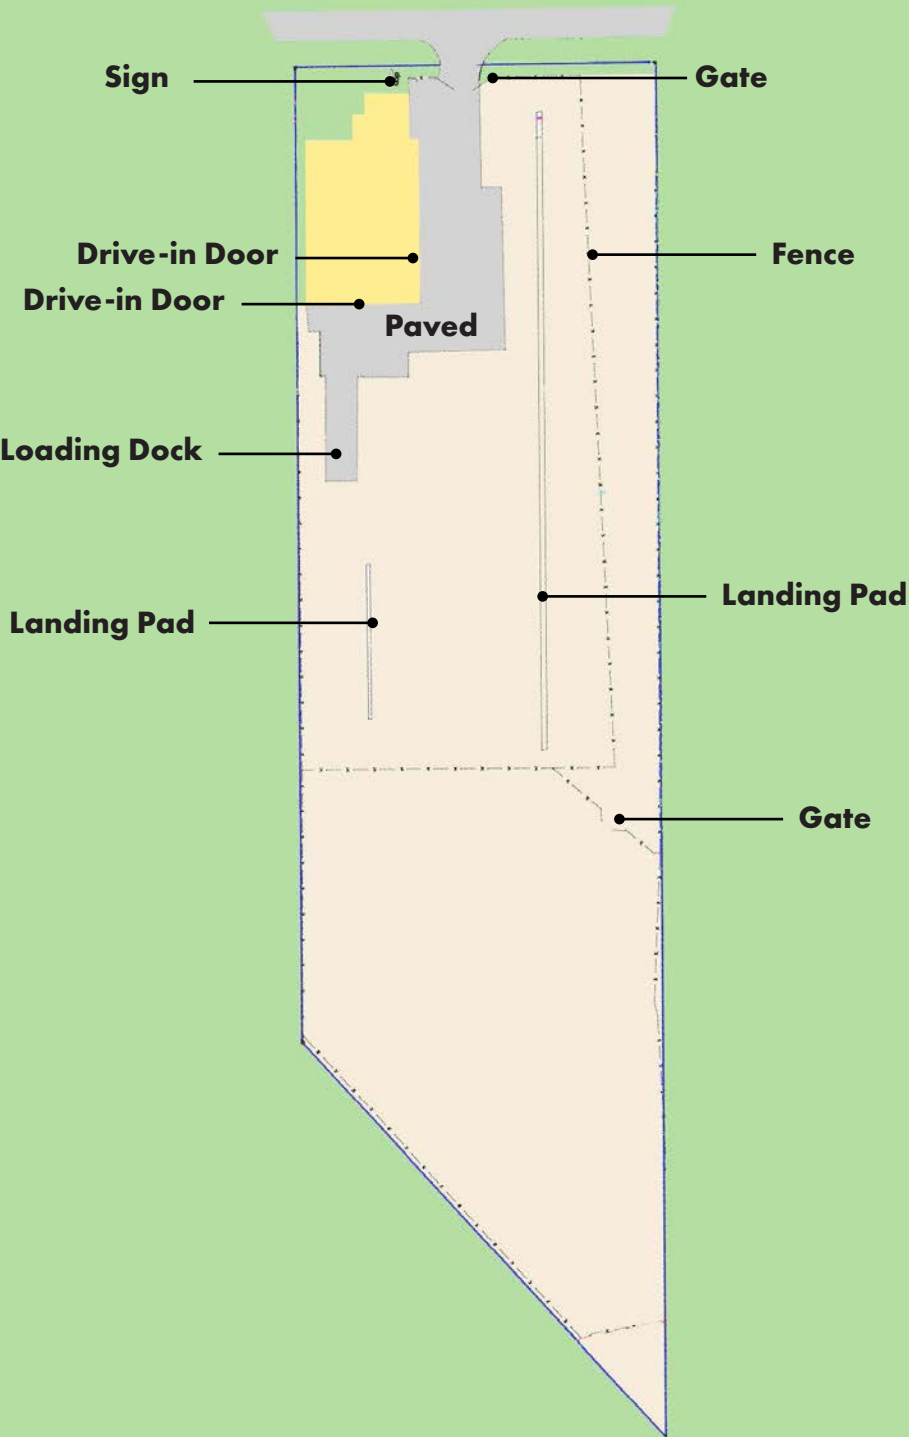 Sign
Gate
Drive-in Door
Fence
Drive-in Door
Paved
Loading Dock
Landing Pad
Landing Pad
Gate